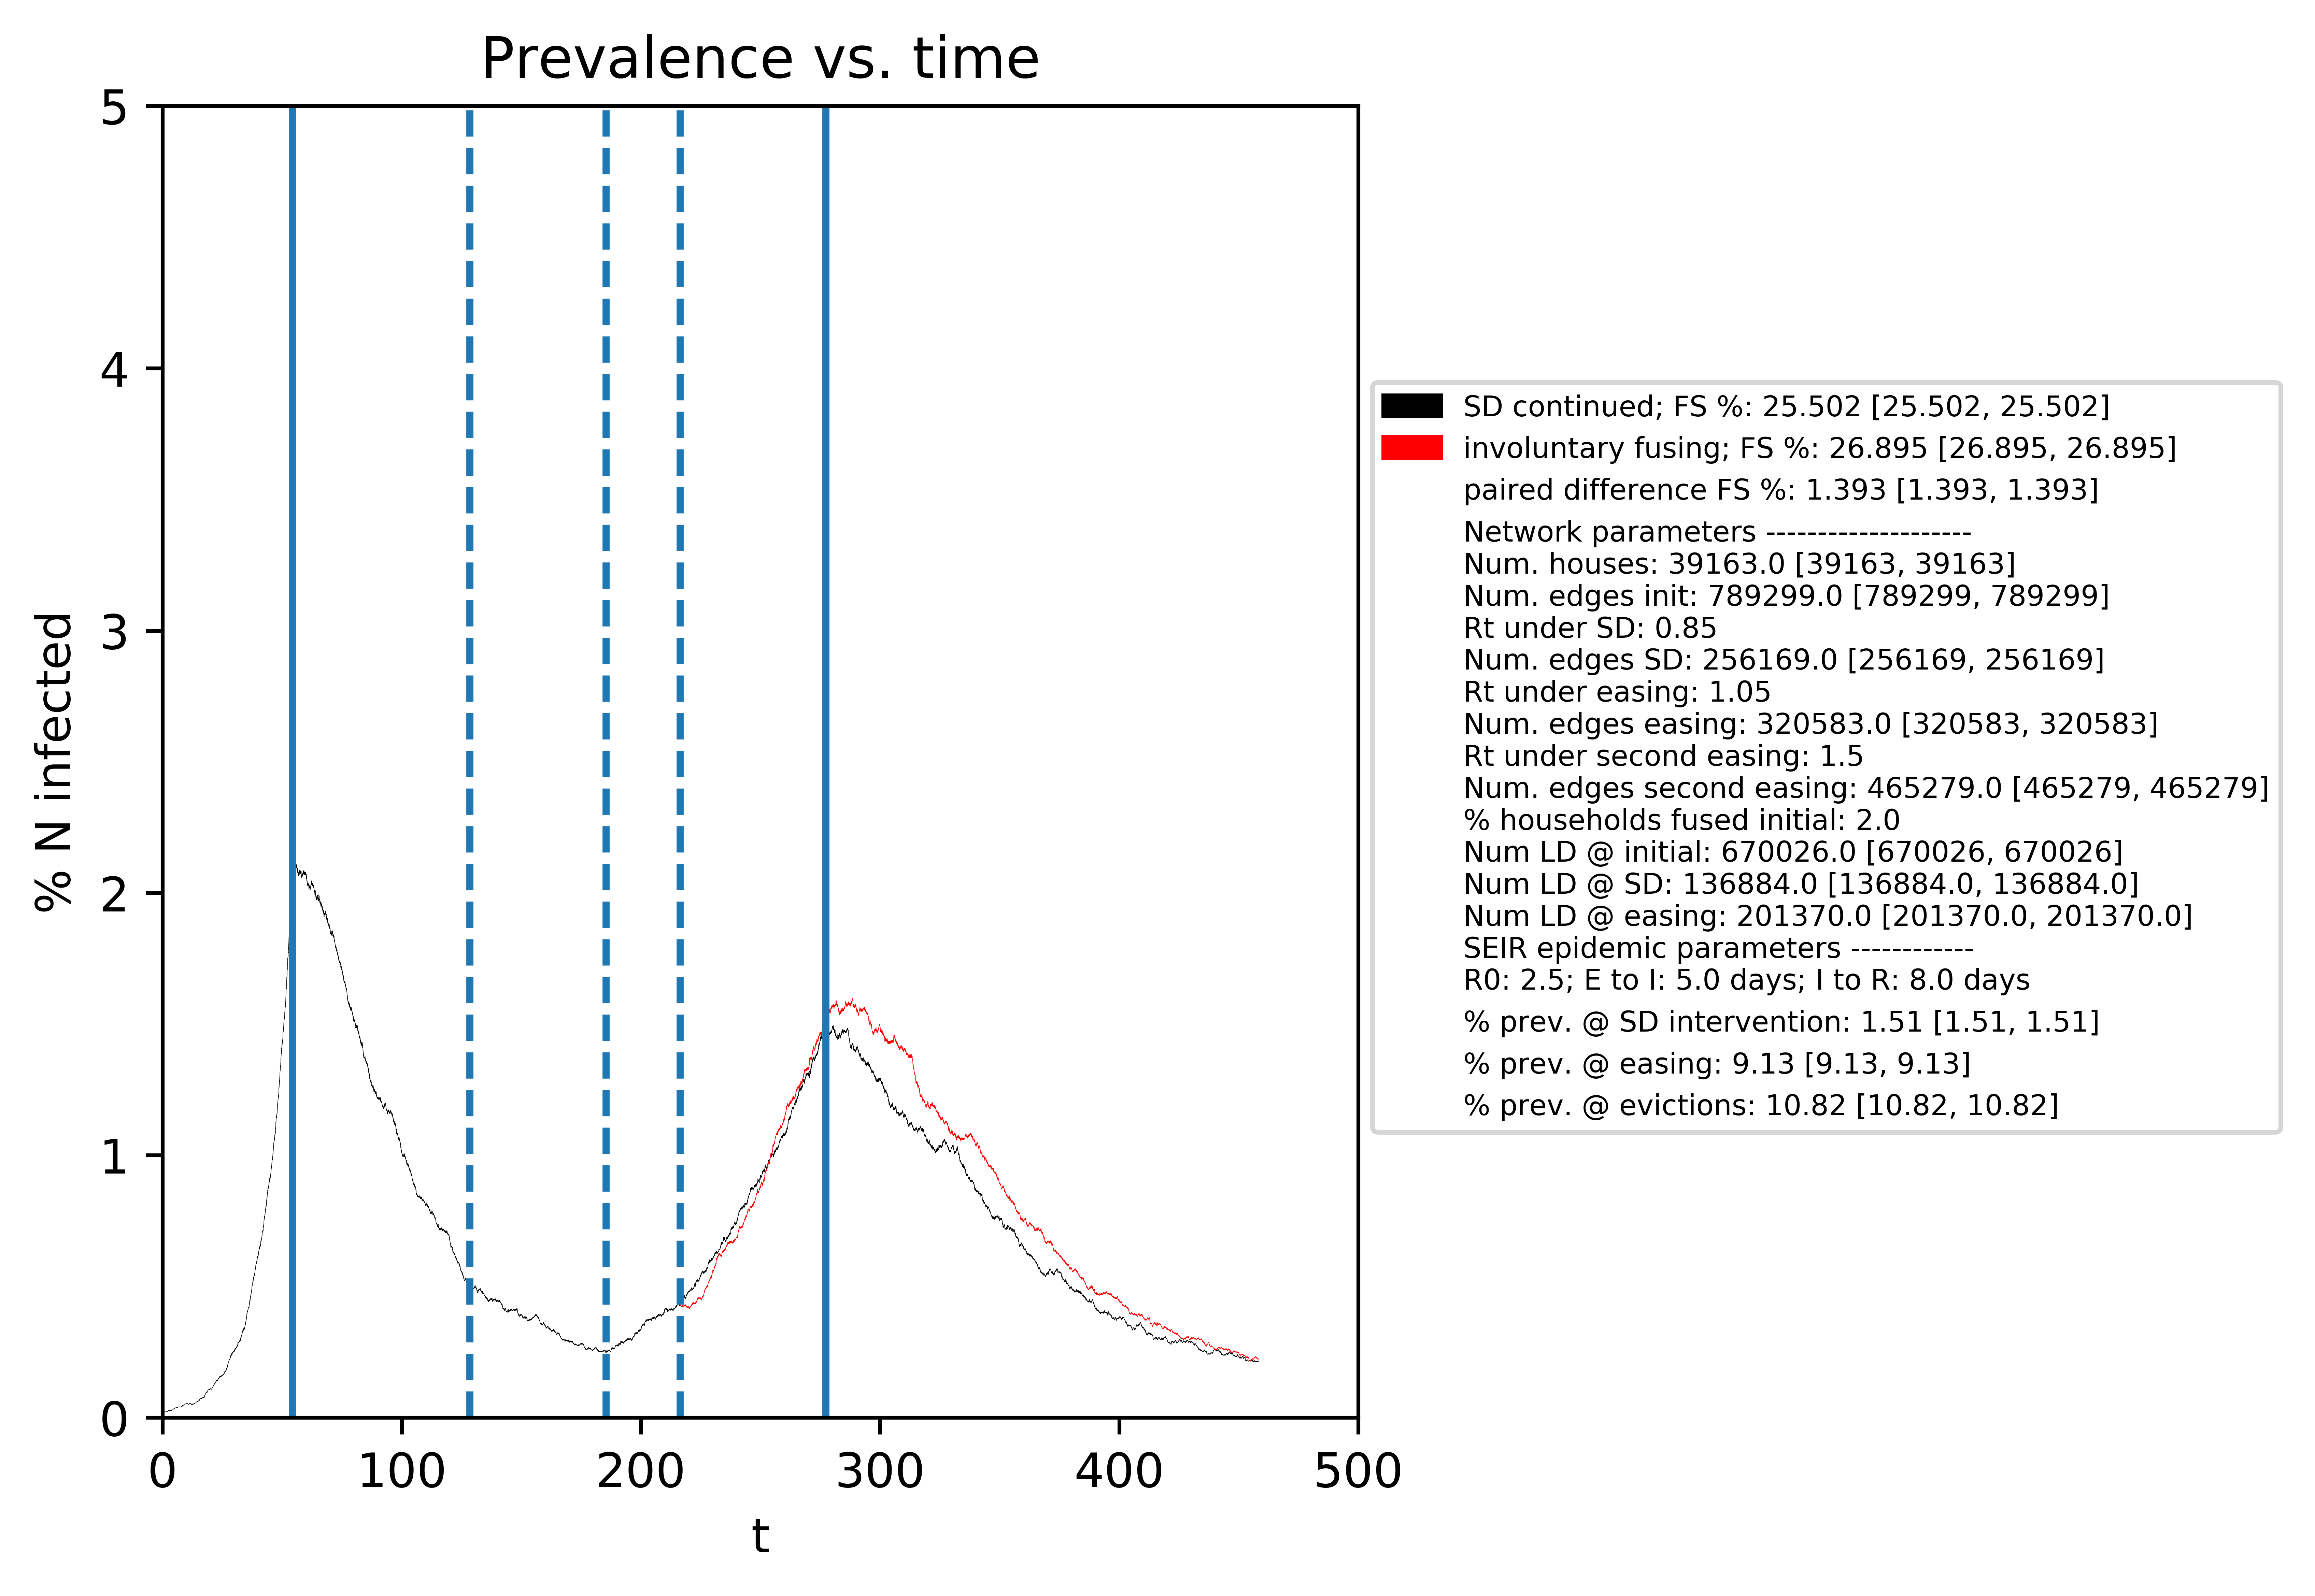 Prevalence vs. time
5
4
3
2
1
0
% N infected
0 100 200 300 400 500
t
SD continued; FS %: 25.502 [25.502, 25.502]
involuntary fusing; FS %: 26.895 [26.895, 26.895]
paired difference FS %: 1.393 [1.393, 1.393]
Network parameters --------------------
Num. houses: 39163.0 [39163, 39163]
Num. edges init: 789299.0 [789299, 789299]
Rt under SD: 0.85
Num. edges SD: 256169.0 [256169, 256169]
Rt under easing: 1.05
Num. edges easing: 320583.0 [320583, 320583]
Rt under second easing: 1.5
Num. edges second easing: 465279.0 [465279, 465279]
% households fused initial: 2.0
Num LD @ initial: 670026.0 [670026, 670026]
Num LD @ SD: 136884.0 [136884.0, 136884.0]
Num LD @ easing: 201370.0 [201370.0, 201370.0]
SEIR epidemic parameters ------------
R0: 2.5; E to I: 5.0 days; I to R: 8.0 days
% prev. @ SD intervention: 1.51 [1.51, 1.51]
% prev. @ easing: 9.13 [9.13, 9.13]
% prev. @ evictions: 10.82 [10.82, 10.82]